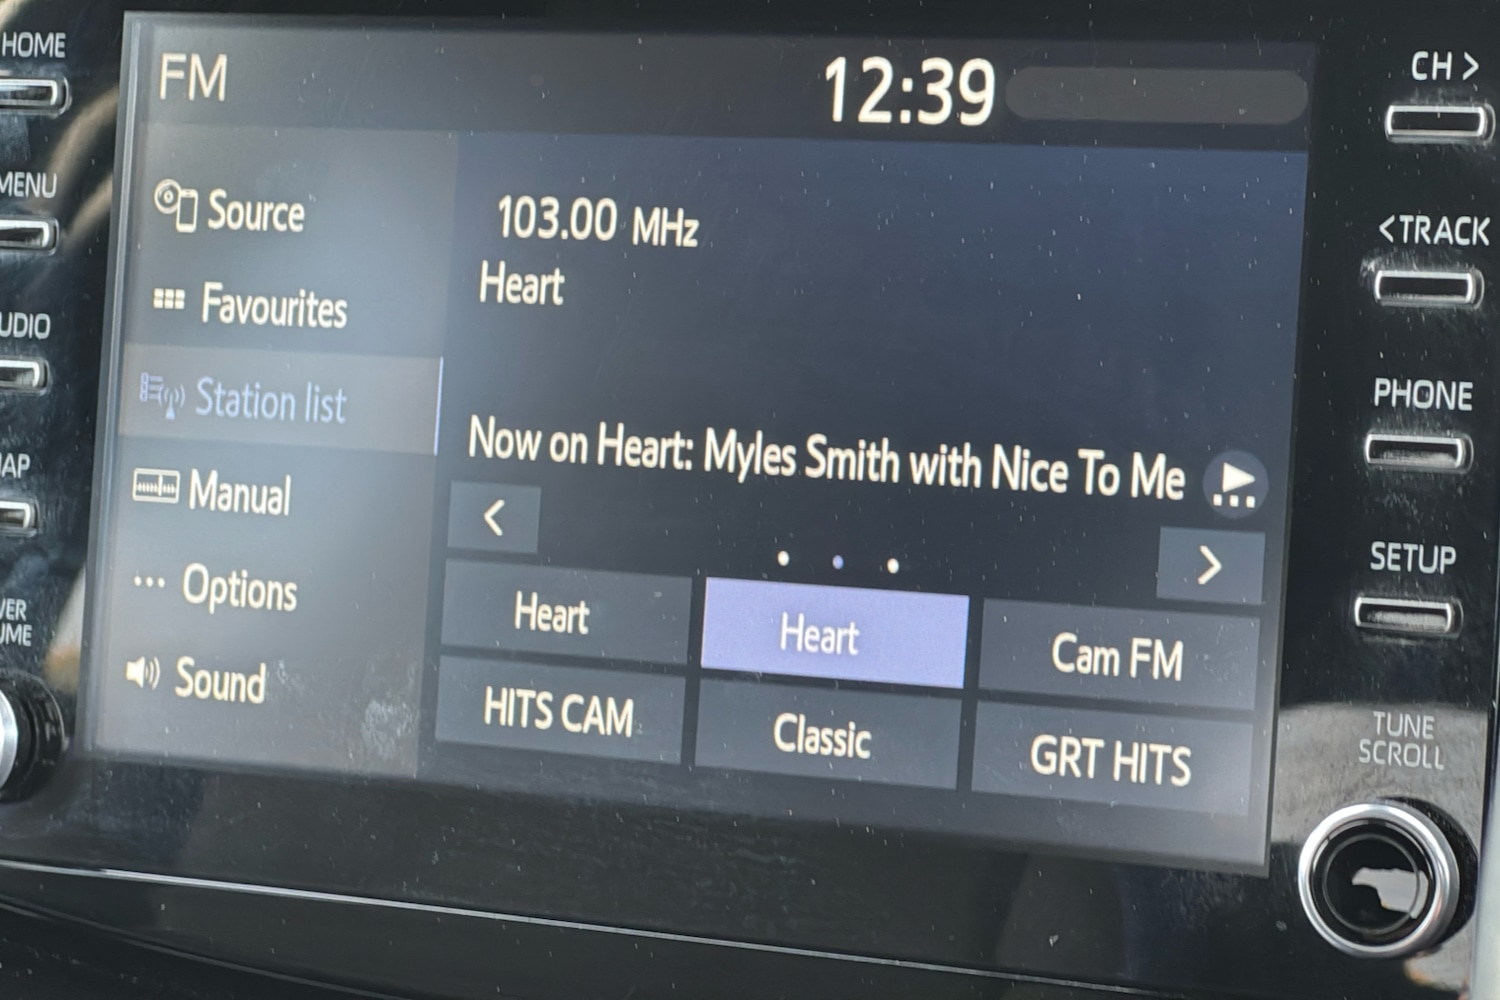 HOME
MENU
FM
12:39
Source
Favourites
Station list
Manual
Options
Sound
103.00 MHz
Heart
Now on Heart: Myles Smith with Nice To Me
<
>
Heart
Heart
Cam FM
HITS CAM
Classic
GRT HITS
CH >
<TRACK
PHONE
SETUP
TUNE
SCROLL
UDIO
AP
ER
UME